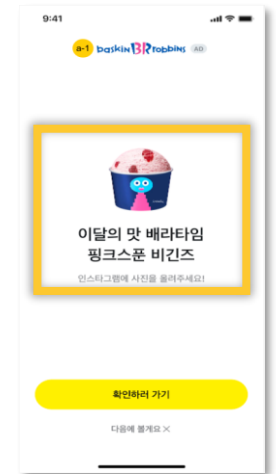 9:41
a-1 baskin BR robbins AD
이달의 맛 배라타임
핑크스푼 비긴즈
인스타그램에 사진을 올려주세요!
확인하러 가기
다음에 볼게요 ×